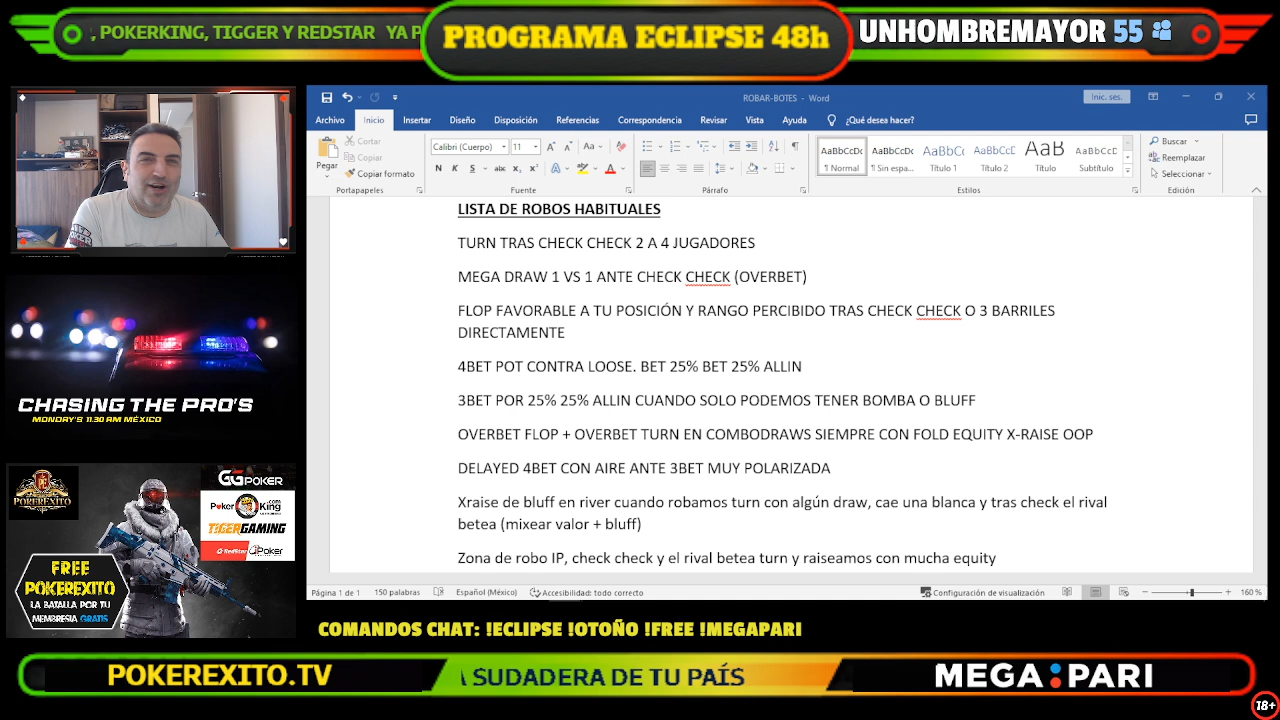 , POKERKING, TIGGER Y REDSTAR YA P
PROGRAMA ECLIPSE 48h
UNHOMBREMAYOR 55
ROBAR-BOTES - Word
Inic. ses.
Archivo Inicio Insertar Diseño Disposición Referencias Correspondencia Revisar Vista Ayuda ¿Qué desea hacer?
Pegar
Cortar
Copiar
Copiar formato
Portapapeles
Calibri (Cuerpo) 11
N K S abc x₂ x²
Fuente
Párrafo
AaBbCcDc AaBbCcDc AaBbCc AaBbCcD AaB AaBbCcD
¶ Normal ¶ Sin espa... Título 1 Título 2 Título Subtítulo
Estilos
Buscar
Reemplazar
Seleccionar
Edición
LISTA DE ROBOS HABITUALES
TURN TRAS CHECK CHECK 2 A 4 JUGADORES
MEGA DRAW 1 VS 1 ANTE CHECK CHECK (OVERBET)
FLOP FAVORABLE A TU POSICIÓN Y RANGO PERCIBIDO TRAS CHECK CHECK O 3 BARRILES
DIRECTAMENTE
4BET POT CONTRA LOOSE. BET 25% BET 25% ALLIN
3BET POR 25% 25% ALLIN CUANDO SOLO PODEMOS TENER BOMBA O BLUFF
OVERBET FLOP + OVERBET TURN EN COMBODRAWS SIEMPRE CON FOLD EQUITY X-RAISE OOP
DELAYED 4BET CON AIRE ANTE 3BET MUY POLARIZADA
Xraise de bluff en river cuando robamos turn con algún draw, cae una blanca y tras check el rival
betea (mixear valor + bluff)
Zona de robo IP, check check y el rival betea turn y raiseamos con mucha equity
Página 1 de 1 150 palabras Español (México) Accesibilidad: todo correcto Configuración de visualización 160 %
CHASING THE PRO'S
MONDAY'S 11.30 AM MÉXICO
POKEREXITO
GGPOKER
PokerKing.com
TIGERGAMING
RedStar Poker
FREE
POKEREXITO
LA BATALLA POR TU
MEMBRESIA GRATIS
COMANDOS CHAT: !ECLIPSE !OTOÑO !FREE !MEGAPARI
POKEREXITO.TV
SUDADERA DE TU PAÍS
MEGA:PARI
18+